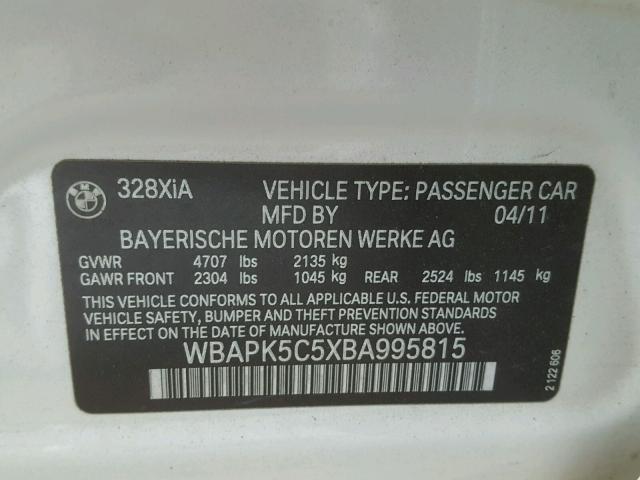 BMW
328XiA VEHICLE TYPE: PASSENGER CAR
MFD BY 04/11
BAYERISCHE MOTOREN WERKE AG
GVWR 4707 lbs 2135 kg
GAWR FRONT 2304 lbs 1045 kg REAR 2524 lbs 1145 kg
THIS VEHICLE CONFORMS TO ALL APPLICABLE U.S. FEDERAL MOTOR
VEHICLE SAFETY, BUMPER AND THEFT PREVENTION STANDARDS
IN EFFECT ON THE DATE OF MANUFACTURE SHOWN ABOVE.
WBAPK5C5XBA995815
2 122 606